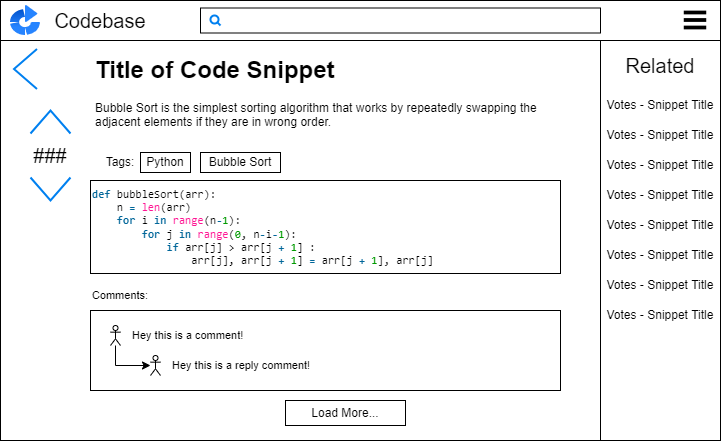 Codebase
Title of Code Snippet
Bubble Sort is the simplest sorting algorithm that works by repeatedly swapping the
adjacent elements if they are in wrong order.
###
Tags: Python Bubble Sort
def bubbleSort(arr):
    n = len(arr)
    for i in range(n-1):
        for j in range(0, n-i-1):
            if arr[j] > arr[j + 1] :
                arr[j], arr[j + 1] = arr[j + 1], arr[j]
Comments:
Hey this is a comment!
Hey this is a reply comment!
Load More...
Related
Votes - Snippet Title
Votes - Snippet Title
Votes - Snippet Title
Votes - Snippet Title
Votes - Snippet Title
Votes - Snippet Title
Votes - Snippet Title
Votes - Snippet Title